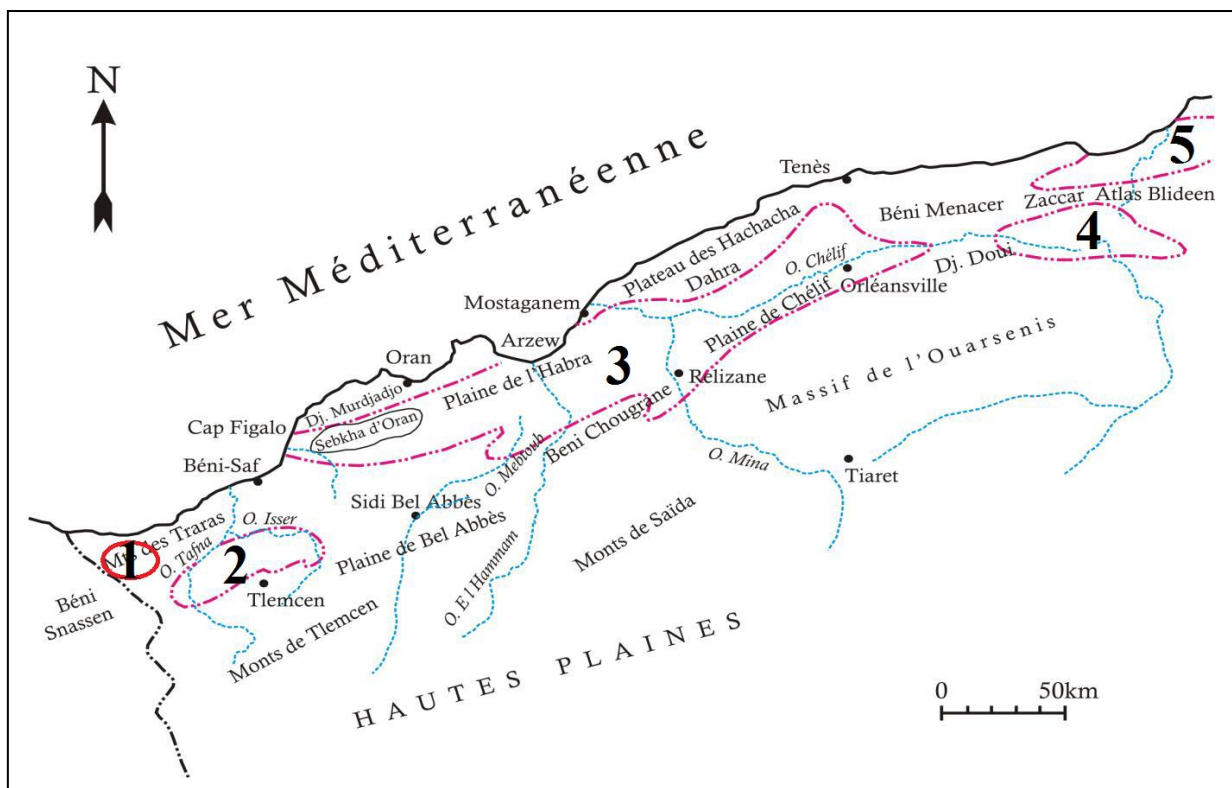 N
Mer Méditerranéenne
5
Tenès
Béni Menacer
Zaccar
Atlas Blideen
4
Plateau des Hachacha
Dahra
O. Chélif
Dj. Doui
Mostaganem
Orléansville
Arzew
Plaine de Chélif
Oran
Plaine de l'Habra
3
Massif de l'Ouarsenis
Rélizane
Dj. Murdjadjo
Cap Figalo
Sebkha d'Oran
Beni Chougrane
Béni-Saf
O. Mebtouh
O. Mina
Tiaret
Sidi Bel Abbès
O. Isser
Mts des Traras
1
O. Tafna
2
Plaine de Bel Abbès
Monts de Saïda
Béni
Snassen
Tlemcen
O. E l Hammam
Monts de Tlemcen
HAUTES PLAINES
0 50km